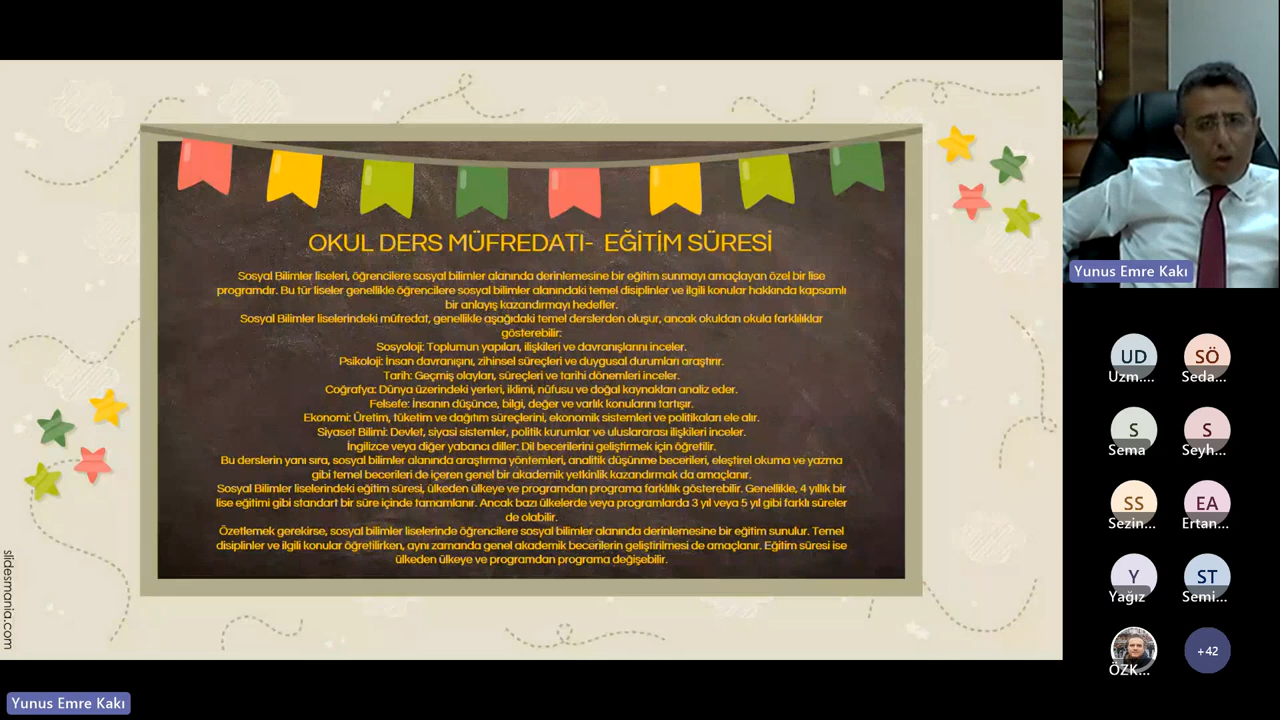 OKUL DERS MÜFREDATI- EĞİTİM SÜRESİ
Sosyal Bilimler liseleri, öğrencilere sosyal bilimler alanında derinlemesine bir eğitim sunmayı amaçlayan özel bir lise
programıdır. Bu tür liseler genellikle öğrencilere sosyal bilimler alanındaki temel disiplinler ve ilgili konular hakkında kapsamlı
bir anlayış kazandırmayı hedefler.
Sosyal Bilimler liselerindeki müfredat, genellikle aşağıdaki temel derslerden oluşur, ancak okuldan okula farklılıklar
gösterebilir:
Sosyoloji: Toplumun yapıları, ilişkileri ve davranışlarını inceler.
Psikoloji: İnsan davranışını, zihinsel süreçleri ve duygusal durumları araştırır.
Tarih: Geçmiş olayları, süreçleri ve tarihi dönemleri inceler.
Coğrafya: Dünya üzerindeki yerleri, iklimi, nüfusu ve doğal kaynakları analiz eder.
Felsefe: İnsanın düşünce, bilgi, değer ve varlık konularını tartışır.
Ekonomi: Üretim, tüketim ve dağıtım süreçlerini, ekonomik sistemleri ve politikaları ele alır.
Siyaset Bilimi: Devlet, siyasi sistemler, politik kurumlar ve uluslararası ilişkileri inceler.
İngilizce veya diğer yabancı diller: Dil becerilerini geliştirmek için öğretilir.
Bu derslerin yanı sıra, sosyal bilimler alanında araştırma yöntemleri, analitik düşünme becerileri, eleştirel okuma ve yazma
gibi temel becerileri de içeren genel bir akademik yetkinlik kazandırmak da amaçlanır.
Sosyal Bilimler liselerindeki eğitim süresi, ülkeden ülkeye ve programdan programa farklılık gösterebilir. Genellikle, 4 yıllık bir
lise eğitimi gibi standart bir süre içinde tamamlanır. Ancak bazı ülkelerde veya programlarda 3 yıl veya 5 yıl gibi farklı süreler
de olabilir.
Özetlemek gerekirse, sosyal bilimler liselerinde öğrencilere sosyal bilimler alanında derinlemesine bir eğitim sunulur. Temel
disiplinler ve ilgili konular öğretilirken, aynı zamanda genel akademik becerilerin geliştirilmesi de amaçlanır. Eğitim süresi ise
ülkeden ülkeye ve programdan programa değişebilir.
slidesmania.com
Yunus Emre Kakı
Yunus Emre Kakı
UD
SÖ
Uzm....
Seda...
S
S
Sema
Seyh...
SS
EA
Sezin...
Ertan...
Y
ST
Yağız
Semi...
ÖZK...
+42